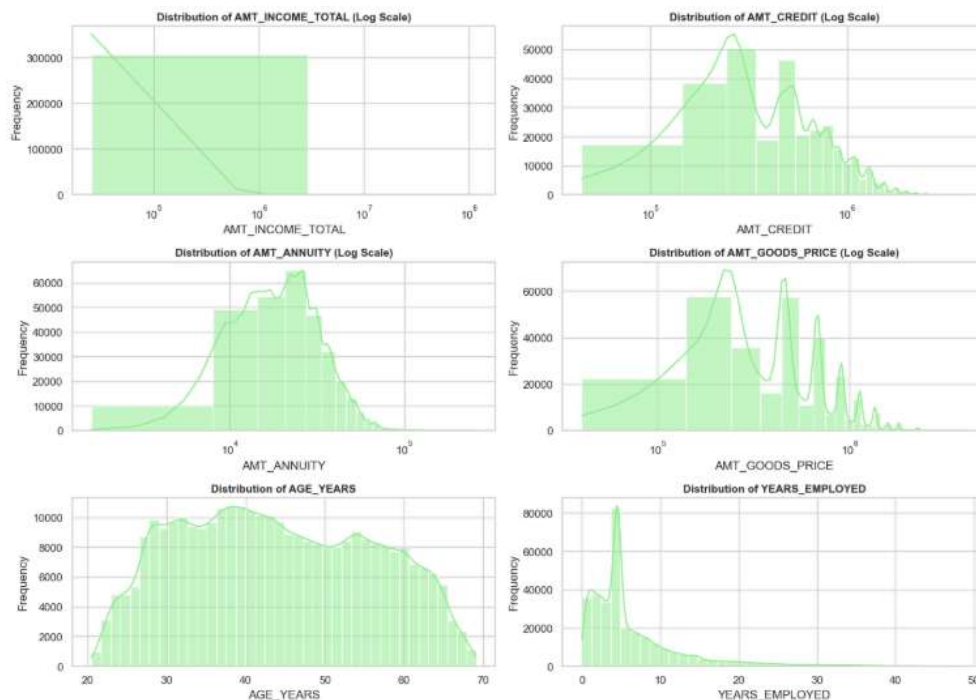 Distribution of AMT_INCOME_TOTAL (Log Scale)
Frequency
300000
200000
100000
0
10⁵
10⁶
10⁷
10⁸
AMT_INCOME_TOTAL
Distribution of AMT_CREDIT (Log Scale)
Frequency
50000
40000
30000
20000
10000
0
10⁵
10⁶
AMT_CREDIT
Distribution of AMT_ANNUITY (Log Scale)
Frequency
60000
50000
40000
30000
20000
10000
0
10⁴
10⁵
AMT_ANNUITY
Distribution of AMT_GOODS_PRICE (Log Scale)
Frequency
60000
40000
20000
0
10⁵
10⁶
AMT_GOODS_PRICE
Distribution of AGE_YEARS
Frequency
10000
8000
6000
4000
2000
0
20 30 40 50 60 70
AGE_YEARS
Distribution of YEARS_EMPLOYED
Frequency
80000
60000
40000
20000
0
0 10 20 30 40 50
YEARS_EMPLOYED